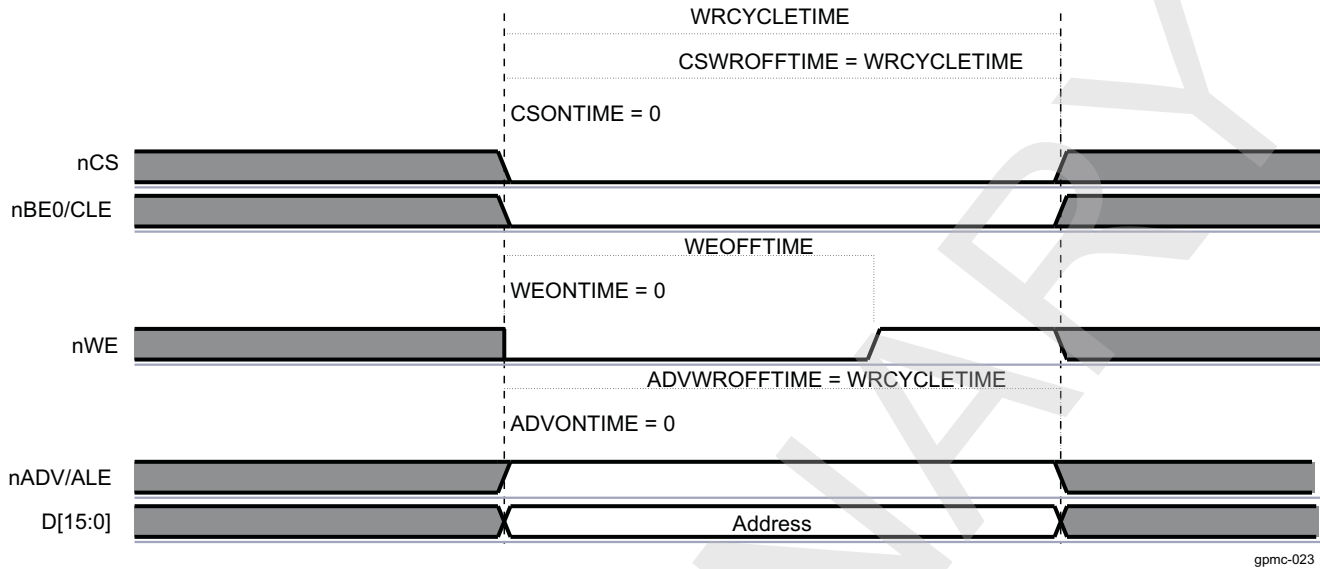 WRCYCLETIME
CSWROFFTIME = WRCYCLETIME
CSONTIME = 0
nCS
nBE0/CLE
WEOFFTIME
WEONTIME = 0
nWE
ADVWROFFTIME = WRCYCLETIME
ADVONTIME = 0
nADV/ALE
D[15:0]
Address
gpmc-023
NARY